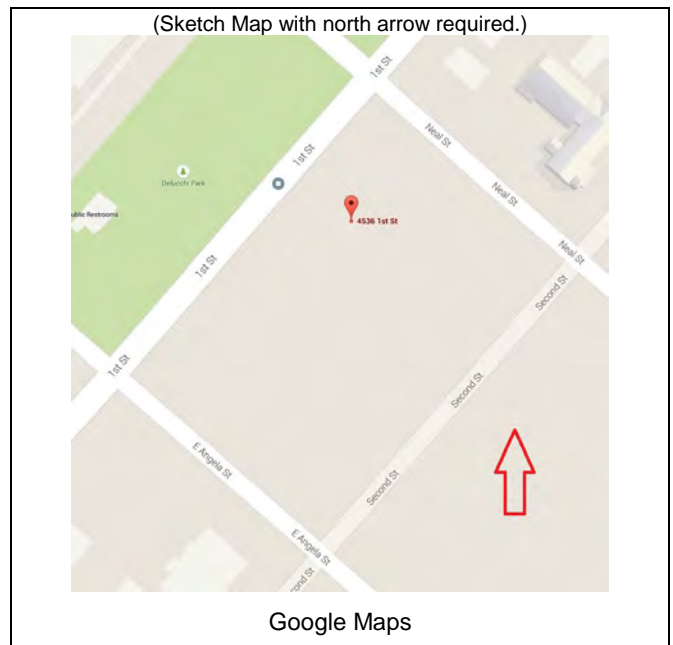 (Sketch Map with north arrow required.)
1st St
Neal St
1st St
Delucchi Park
Neal St
4536 1st St
ublic Restrooms
Neal St
1st St
Second St
Second St
1st St
E Angela St
Second St
E Angela St
ond St
Google Maps